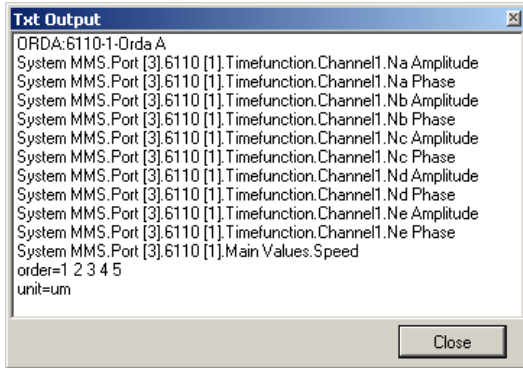 Txt Output
ORDA:6110-1-Orda A
System MMS.Port [3].6110 [1].Timefunction.Channel1.Na Amplitude
System MMS.Port [3].6110 [1].Timefunction.Channel1.Na Phase
System MMS.Port [3].6110 [1].Timefunction.Channel1.Nb Amplitude
System MMS.Port [3].6110 [1].Timefunction.Channel1.Nb Phase
System MMS.Port [3].6110 [1].Timefunction.Channel1.Nc Amplitude
System MMS.Port [3].6110 [1].Timefunction.Channel1.Nc Phase
System MMS.Port [3].6110 [1].Timefunction.Channel1.Nd Amplitude
System MMS.Port [3].6110 [1].Timefunction.Channel1.Nd Phase
System MMS.Port [3].6110 [1].Timefunction.Channel1.Ne Amplitude
System MMS.Port [3].6110 [1].Timefunction.Channel1.Ne Phase
System MMS.Port [3].6110 [1].Main Values.Speed
order=1 2 3 4 5
unit=um
Close